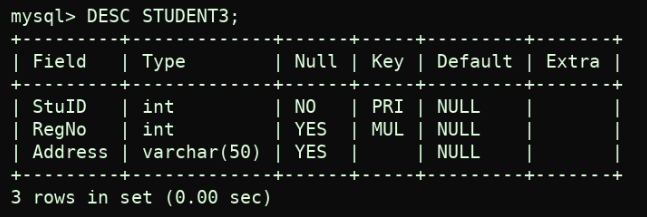 mysql> DESC STUDENT3;
+---------+-------------+------+-----+---------+-------+
| Field   | Type        | Null | Key | Default | Extra |
+---------+-------------+------+-----+---------+-------+
| StuID   | int         | NO   | PRI | NULL    |       |
| RegNo   | int         | YES  | MUL | NULL    |       |
| Address | varchar(50) | YES  |     | NULL    |       |
+---------+-------------+------+-----+---------+-------+
3 rows in set (0.00 sec)